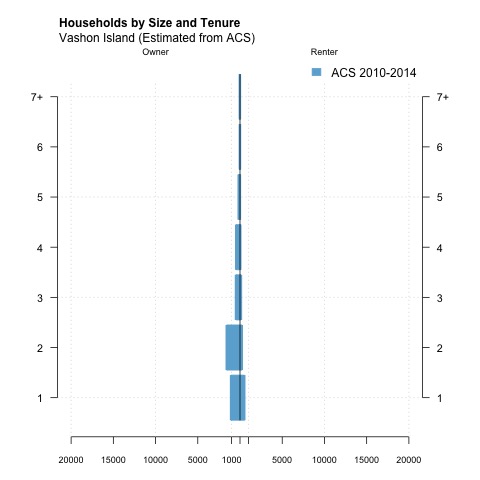 Households by Size and Tenure
Vashon Island (Estimated from ACS)
Owner Renter
ACS 2010-2014
7+ 7+
6 6
5 5
4 4
3 3
2 2
1 1
20000 15000 10000 5000 1000 5000 10000 15000 20000